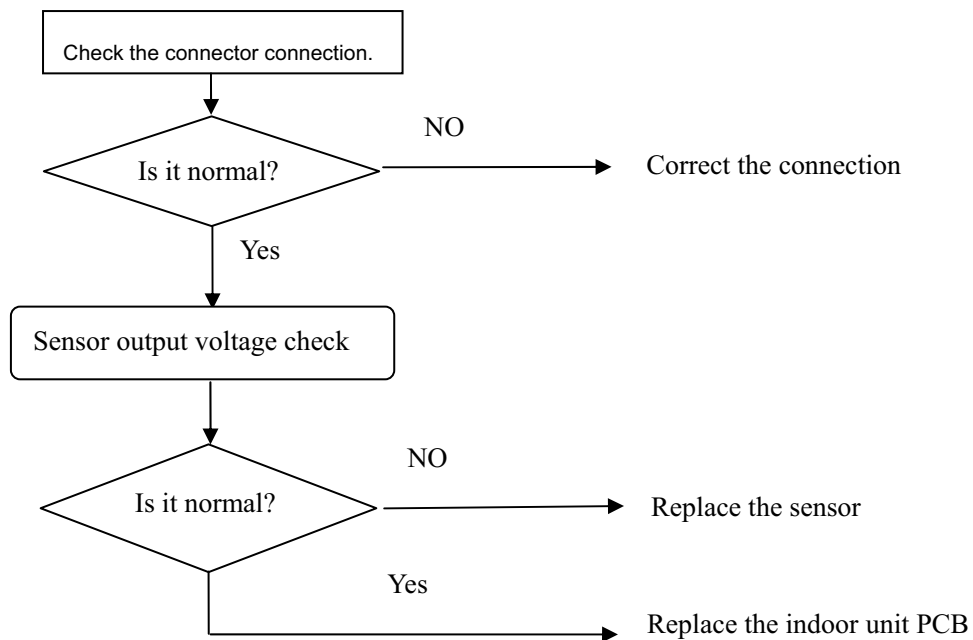 Check the connector connection.
NO
Is it normal?
Correct the connection
Yes
Sensor output voltage check
NO
Is it normal?
Replace the sensor
Yes
Replace the indoor unit PCB